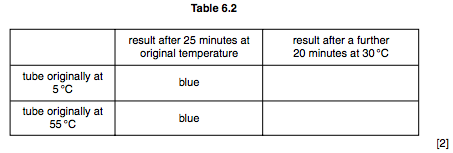 Table 6.2
result after 25 minutes at
original temperature
result after a further
20 minutes at 30 °C
tube originally at
5 °C
blue
tube originally at
55 °C
blue
[2]